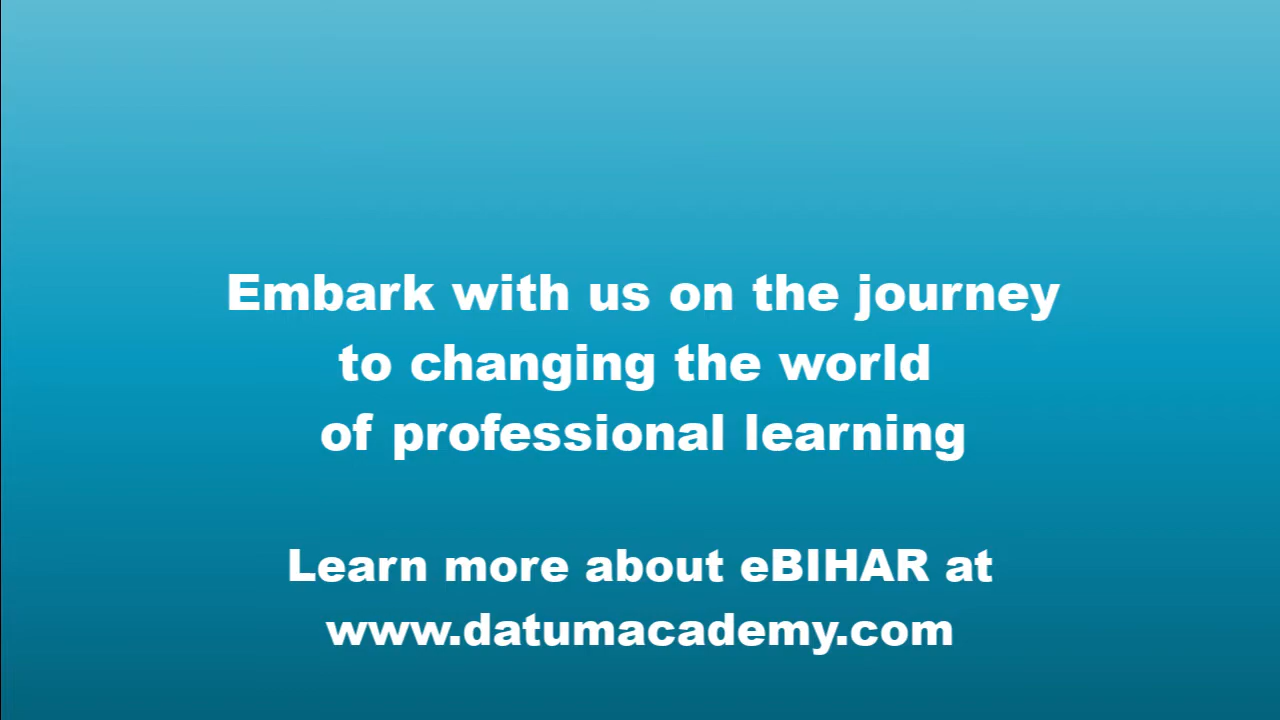 Embark with us on the journey
to changing the world
of professional learning
Learn more about eBIHAR at
www.datumacademy.com